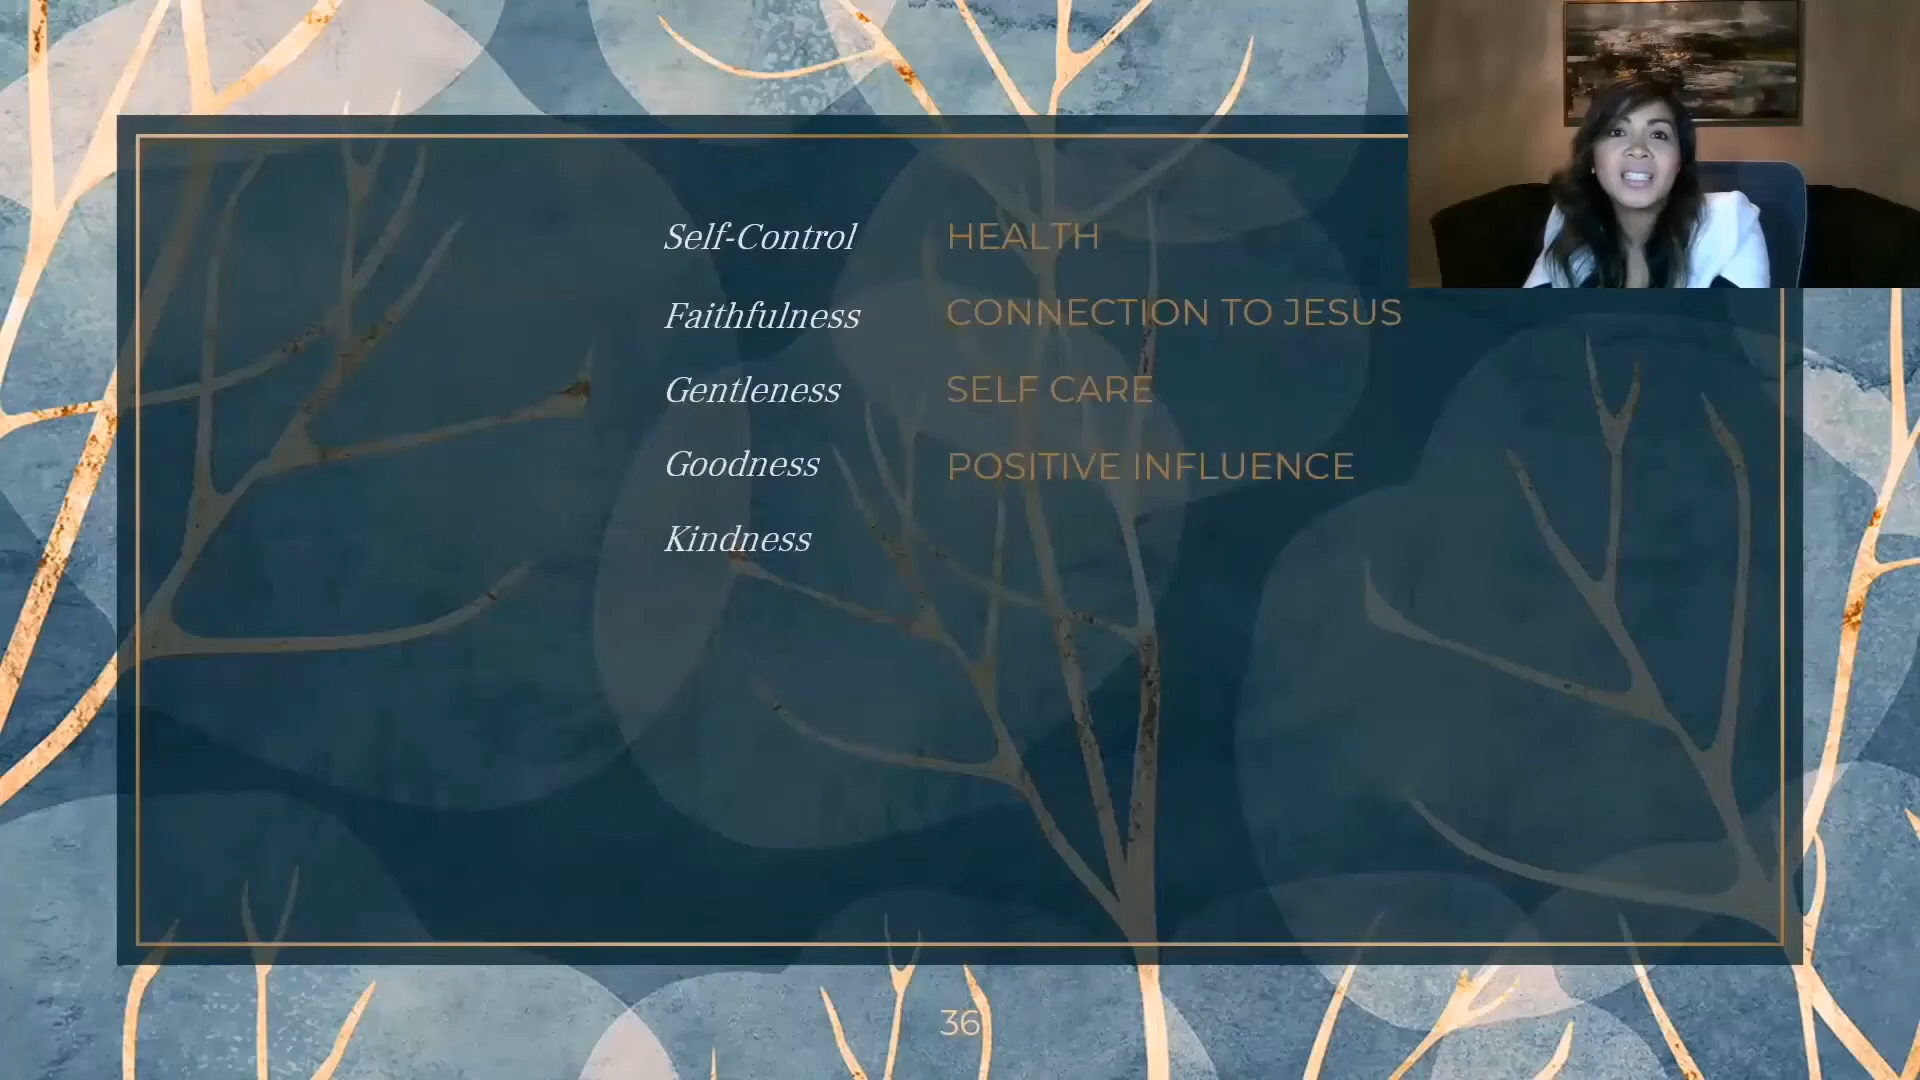 Self-Control HEALTH
Faithfulness CONNECTION TO JESUS
Gentleness SELF CARE
Goodness POSITIVE INFLUENCE
Kindness
36